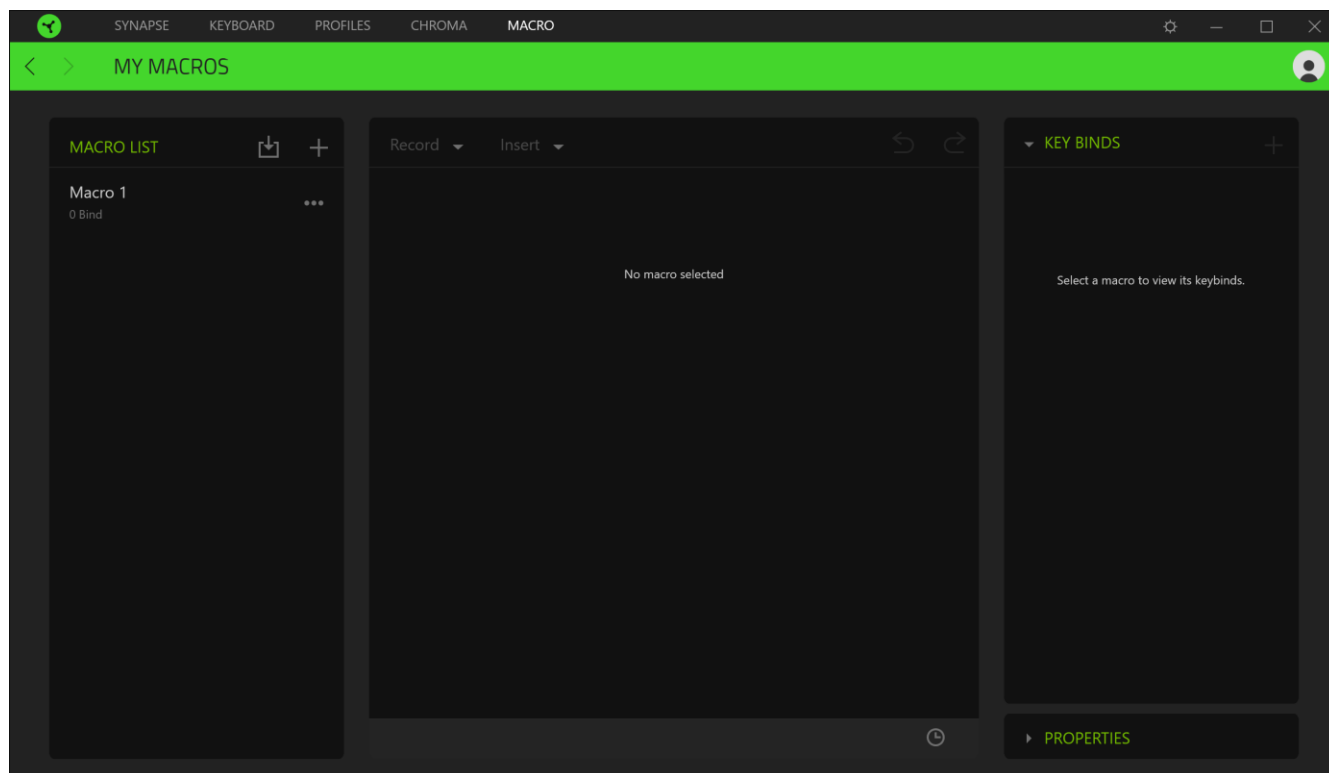 SYNAPSE KEYBOARD PROFILES CHROMA MACRO
MY MACROS
MACRO LIST
Macro 1
0 Bind
Record Insert
No macro selected
KEY BINDS
Select a macro to view its keybinds.
PROPERTIES